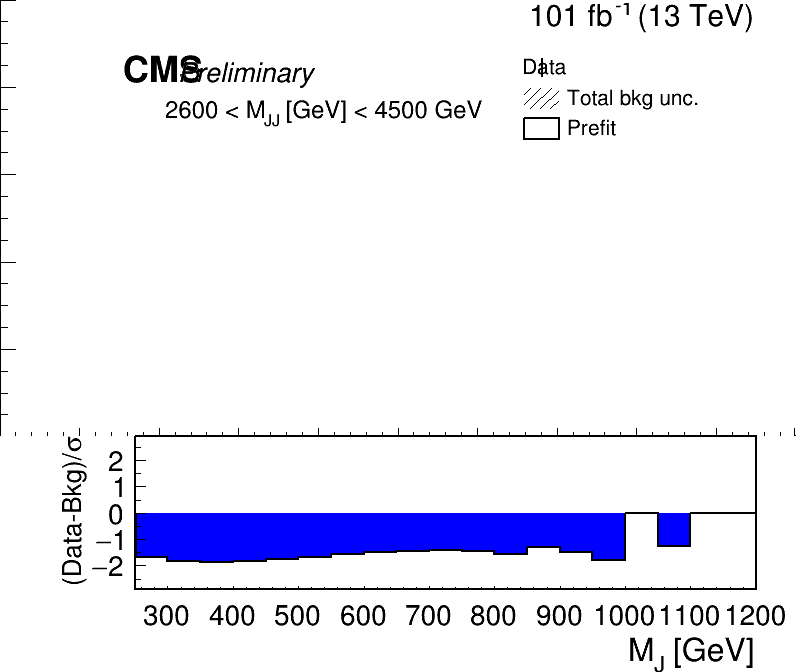 101 fb⁻¹ (13 TeV)
CMS Preliminary
2600 < M_JJ [GeV] < 4500 GeV
Data
Total bkg unc.
Prefit
(Data-Bkg)/σ
2
1
0
−1
−2
300 400 500 600 700 800 900 1000 1100 1200
M_J [GeV]